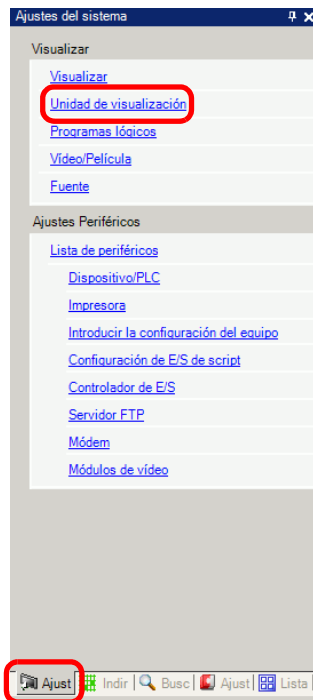 Ajustes del sistema
Visualizar
Visualizar
Unidad de visualización
Programas lógicos
Vídeo/Película
Fuente
Ajustes Periféricos
Lista de periféricos
Dispositivo/PLC
Impresora
Introducir la configuración del equipo
Configuración de E/S de script
Controlador de E/S
Servidor FTP
Módem
Módulos de vídeo
Ajust Indir Busc Ajust Lista